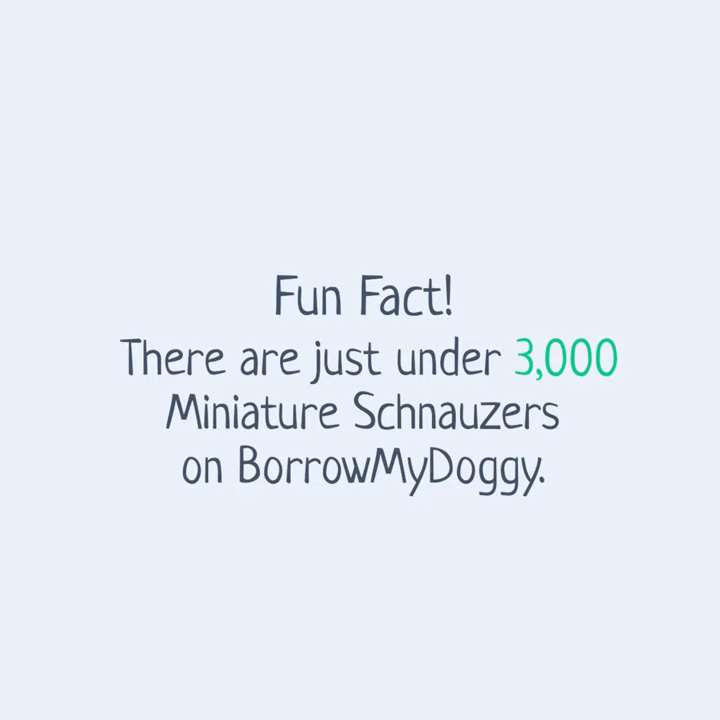 Fun Fact!
There are just under 3,000
Miniature Schnauzers
on BorrowMyDoggy.